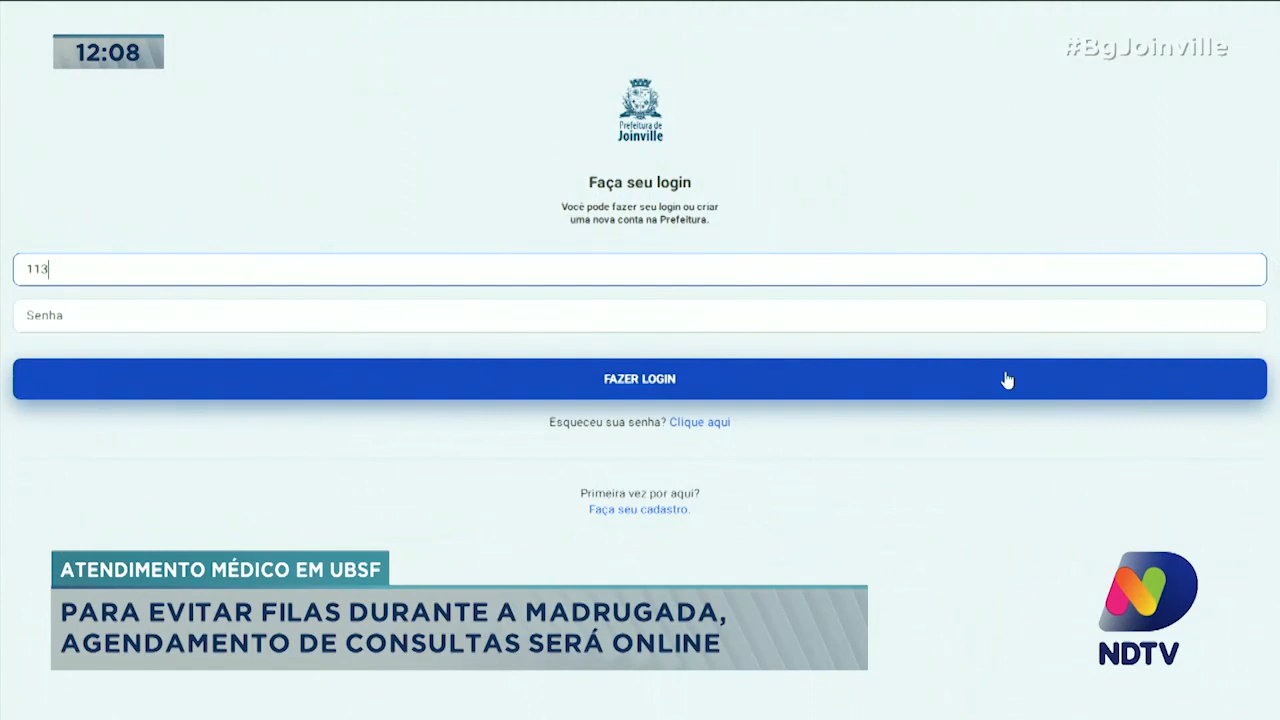 12:08
#BgJoinville
Prefeitura de
Joinville
Faça seu login
Você pode fazer seu login ou criar
uma nova conta na Prefeitura.
113
Senha
FAZER LOGIN
Esqueceu sua senha? Clique aqui
Primeira vez por aqui?
Faça seu cadastro.
ATENDIMENTO MÉDICO EM UBSF
PARA EVITAR FILAS DURANTE A MADRUGADA,
AGENDAMENTO DE CONSULTAS SERÁ ONLINE
NDTV